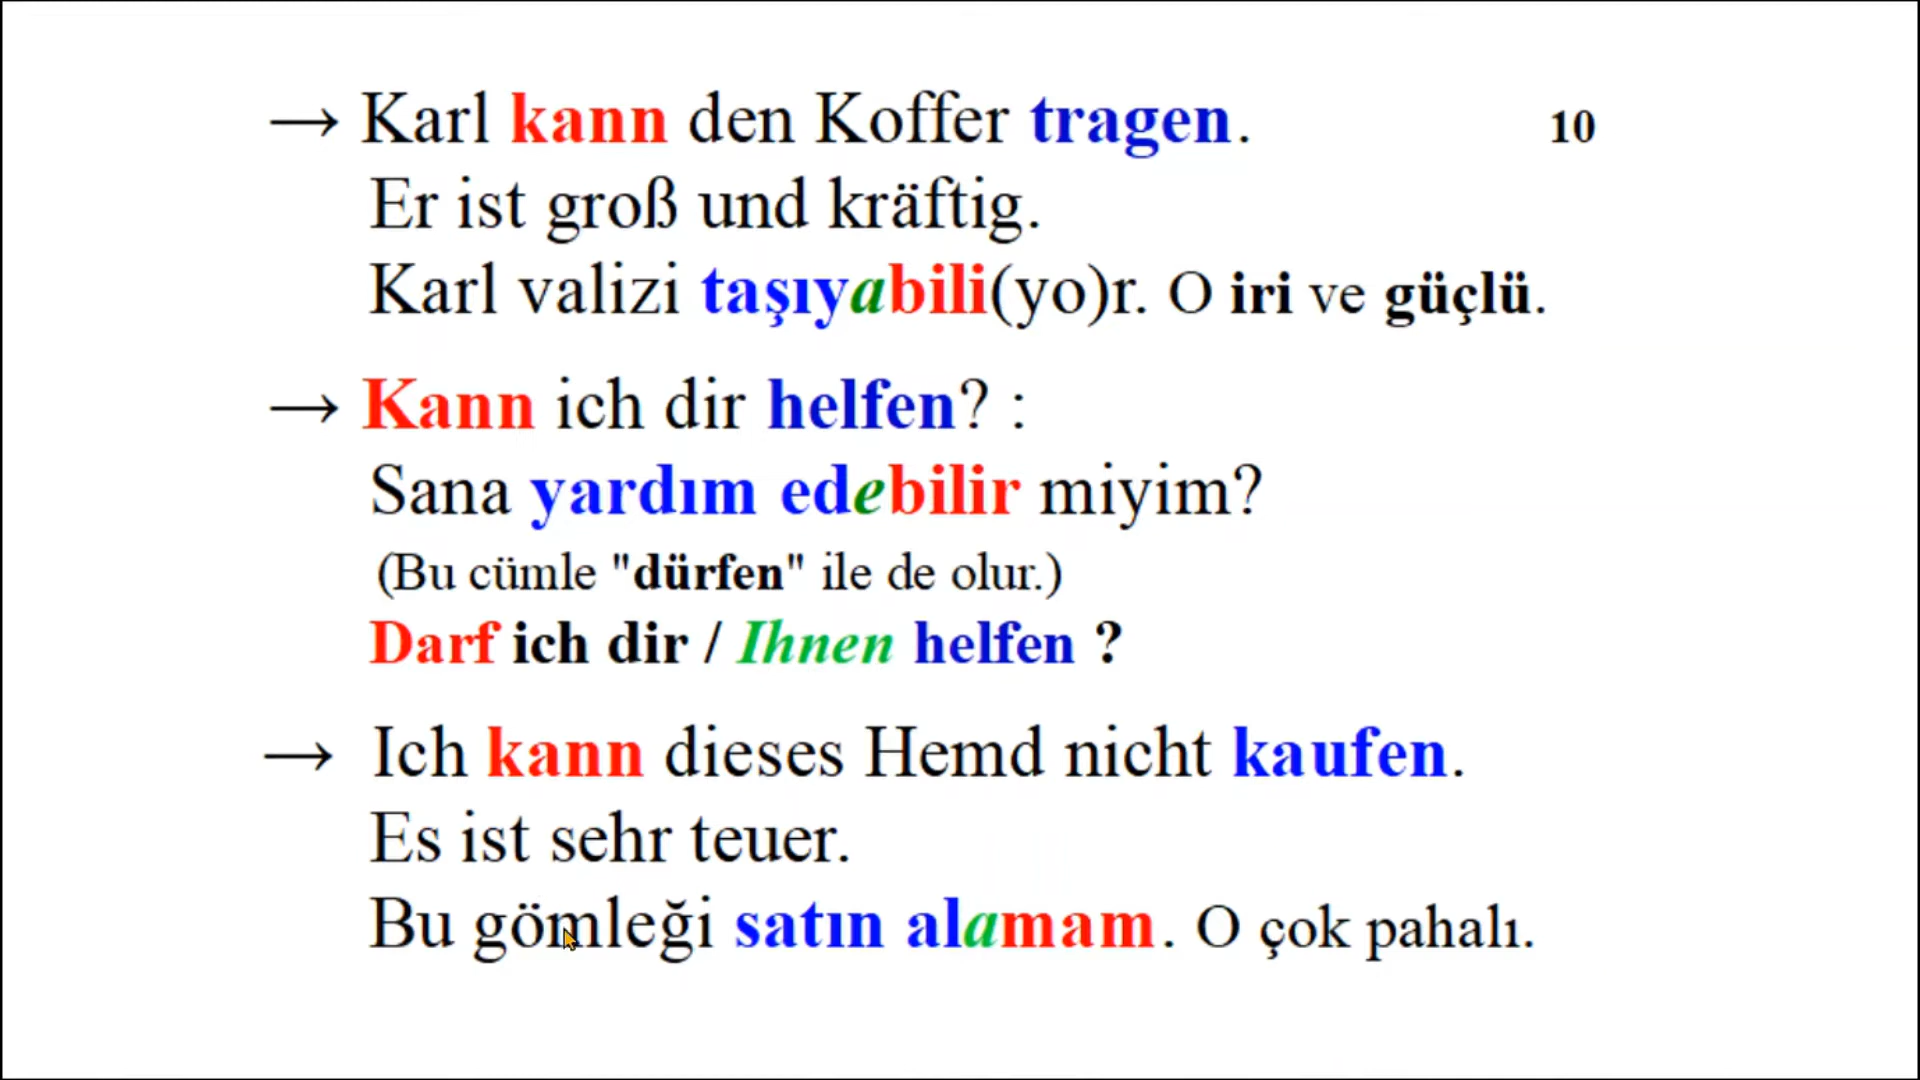 → Karl kann den Koffer tragen. 10
Er ist groß und kräftig.
Karl valizi taşıyabili(yo)r. O iri ve güçlü.
→ Kann ich dir helfen? :
Sana yardım edebilir miyim?
(Bu cümle "dürfen" ile de olur.)
Darf ich dir / Ihnen helfen ?
→ Ich kann dieses Hemd nicht kaufen.
Es ist sehr teuer.
Bu gömleği satın alamam. O çok pahalı.